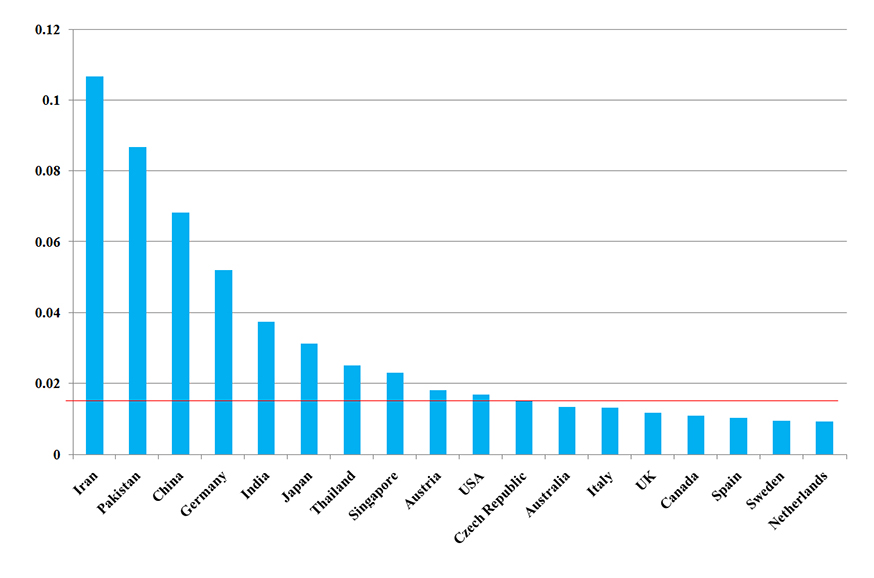 0.12
0.1
0.08
0.06
0.04
0.02
0
Iran
Pakistan
China
Germany
India
Japan
Thailand
Singapore
Austria
USA
Czech Republic
Australia
Italy
UK
Canada
Spain
Sweden
Netherlands